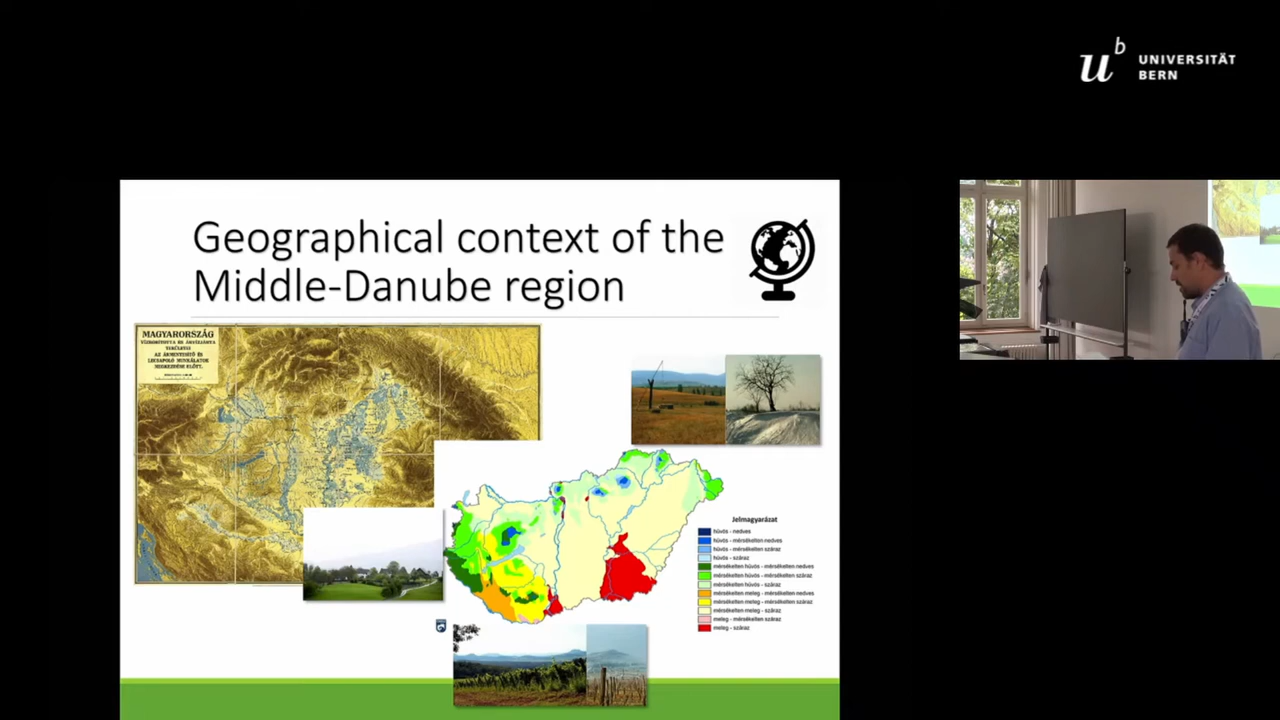 u^b
UNIVERSITÄT
BERN
Geographical context of the
Middle-Danube region
MAGYARORSZÁG
VÍZBORÍTOTTA ÉS ÁRVÍZJÁRTA
TERÜLETEI
AZ ÁRMENTESÍTŐ ÉS
LECSAPOLÓ MUNKÁLATOK
MEGKEZDÉSE ELŐTT.
Jelmagyarázat
hűvös - nedves
hűvös - mérsékelten nedves
hűvös - mérsékelten száraz
hűvös - száraz
mérsékelten hűvös - mérsékelten nedves
mérsékelten hűvös - mérsékelten száraz
mérsékelten hűvös - száraz
mérsékelten meleg - mérsékelten nedves
mérsékelten meleg - mérsékelten száraz
mérsékelten meleg - száraz
meleg - mérsékelten száraz
meleg - száraz